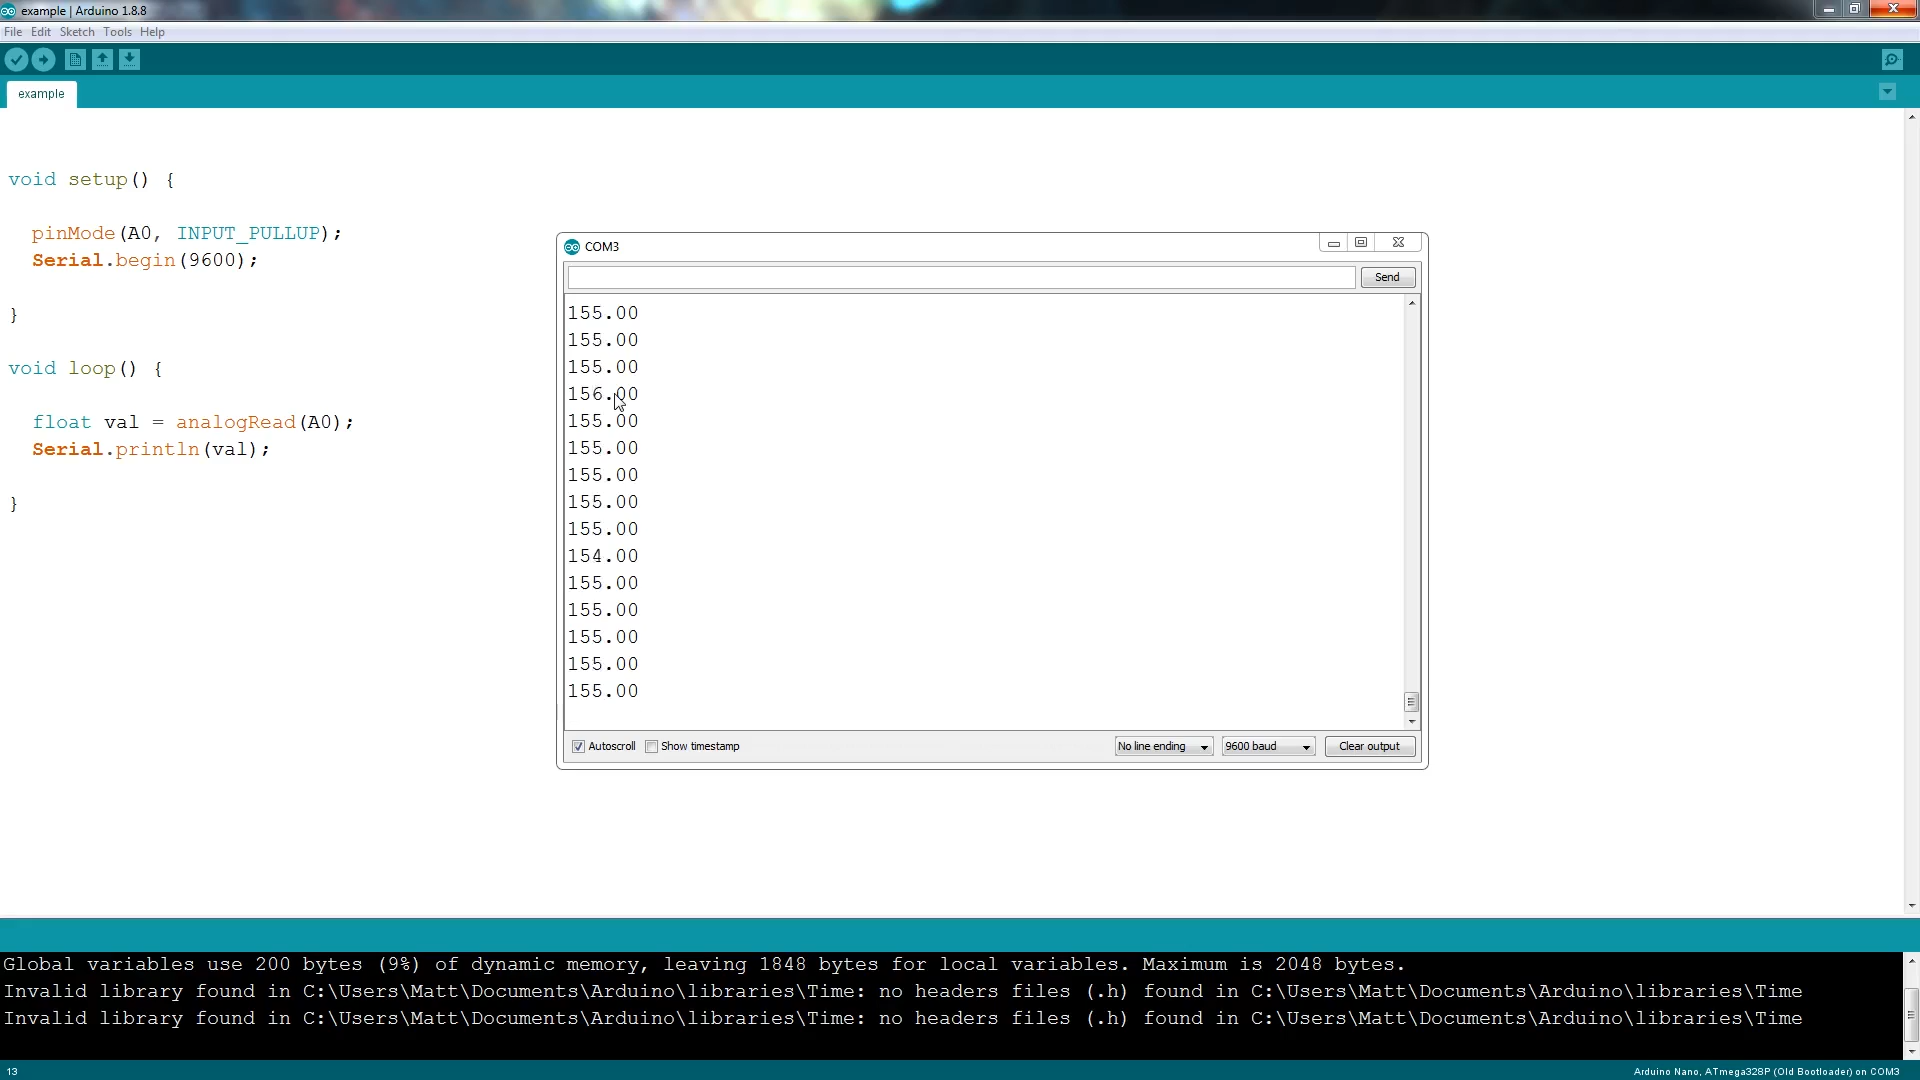 example | Arduino 1.8.8
File Edit Sketch Tools Help
example
void setup() {
pinMode(A0, INPUT_PULLUP);
Serial.begin(9600);
}
void loop() {
float val = analogRead(A0);
Serial.println(val);
}
COM3
Send
155.00
155.00
155.00
156.00
155.00
155.00
155.00
155.00
155.00
154.00
155.00
155.00
155.00
155.00
155.00
Autoscroll Show timestamp No line ending 9600 baud Clear output
Global variables use 200 bytes (9%) of dynamic memory, leaving 1848 bytes for local variables. Maximum is 2048 bytes.
Invalid library found in C:\Users\Matt\Documents\Arduino\libraries\Time: no headers files (.h) found in C:\Users\Matt\Documents\Arduino\libraries\Time
Invalid library found in C:\Users\Matt\Documents\Arduino\libraries\Time: no headers files (.h) found in C:\Users\Matt\Documents\Arduino\libraries\Time
13 Arduino Nano, ATmega328P (Old Bootloader) on COM3